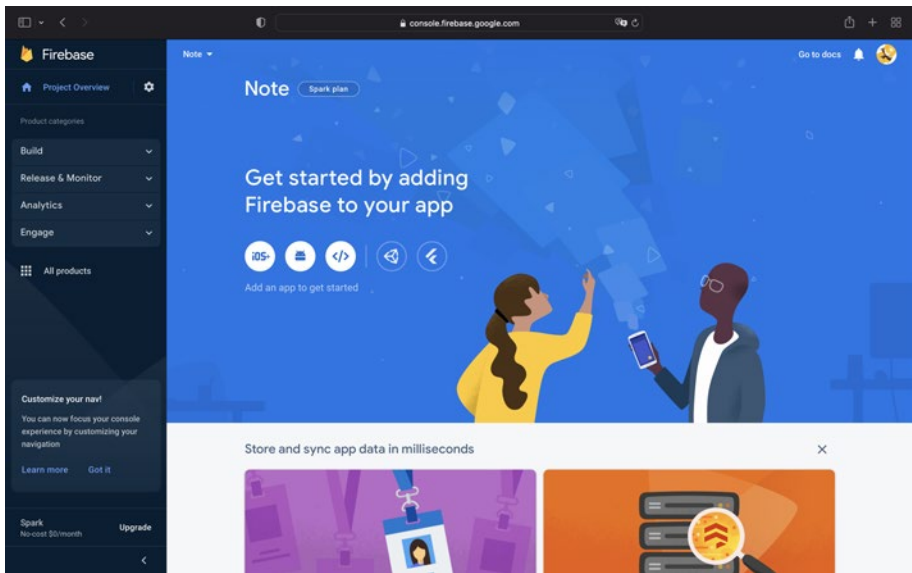 console.firebase.google.com
Firebase
Project Overview
Product categories
Build
Release & Monitor
Analytics
Engage
All products
Customize your nav!
You can now focus your console
experience by customizing your
navigation
Learn more Got it
Spark
No-cost $0/month
Upgrade
Note
Go to docs
Note Spark plan
Get started by adding
Firebase to your app
iOS+
Add an app to get started
Store and sync app data in milliseconds